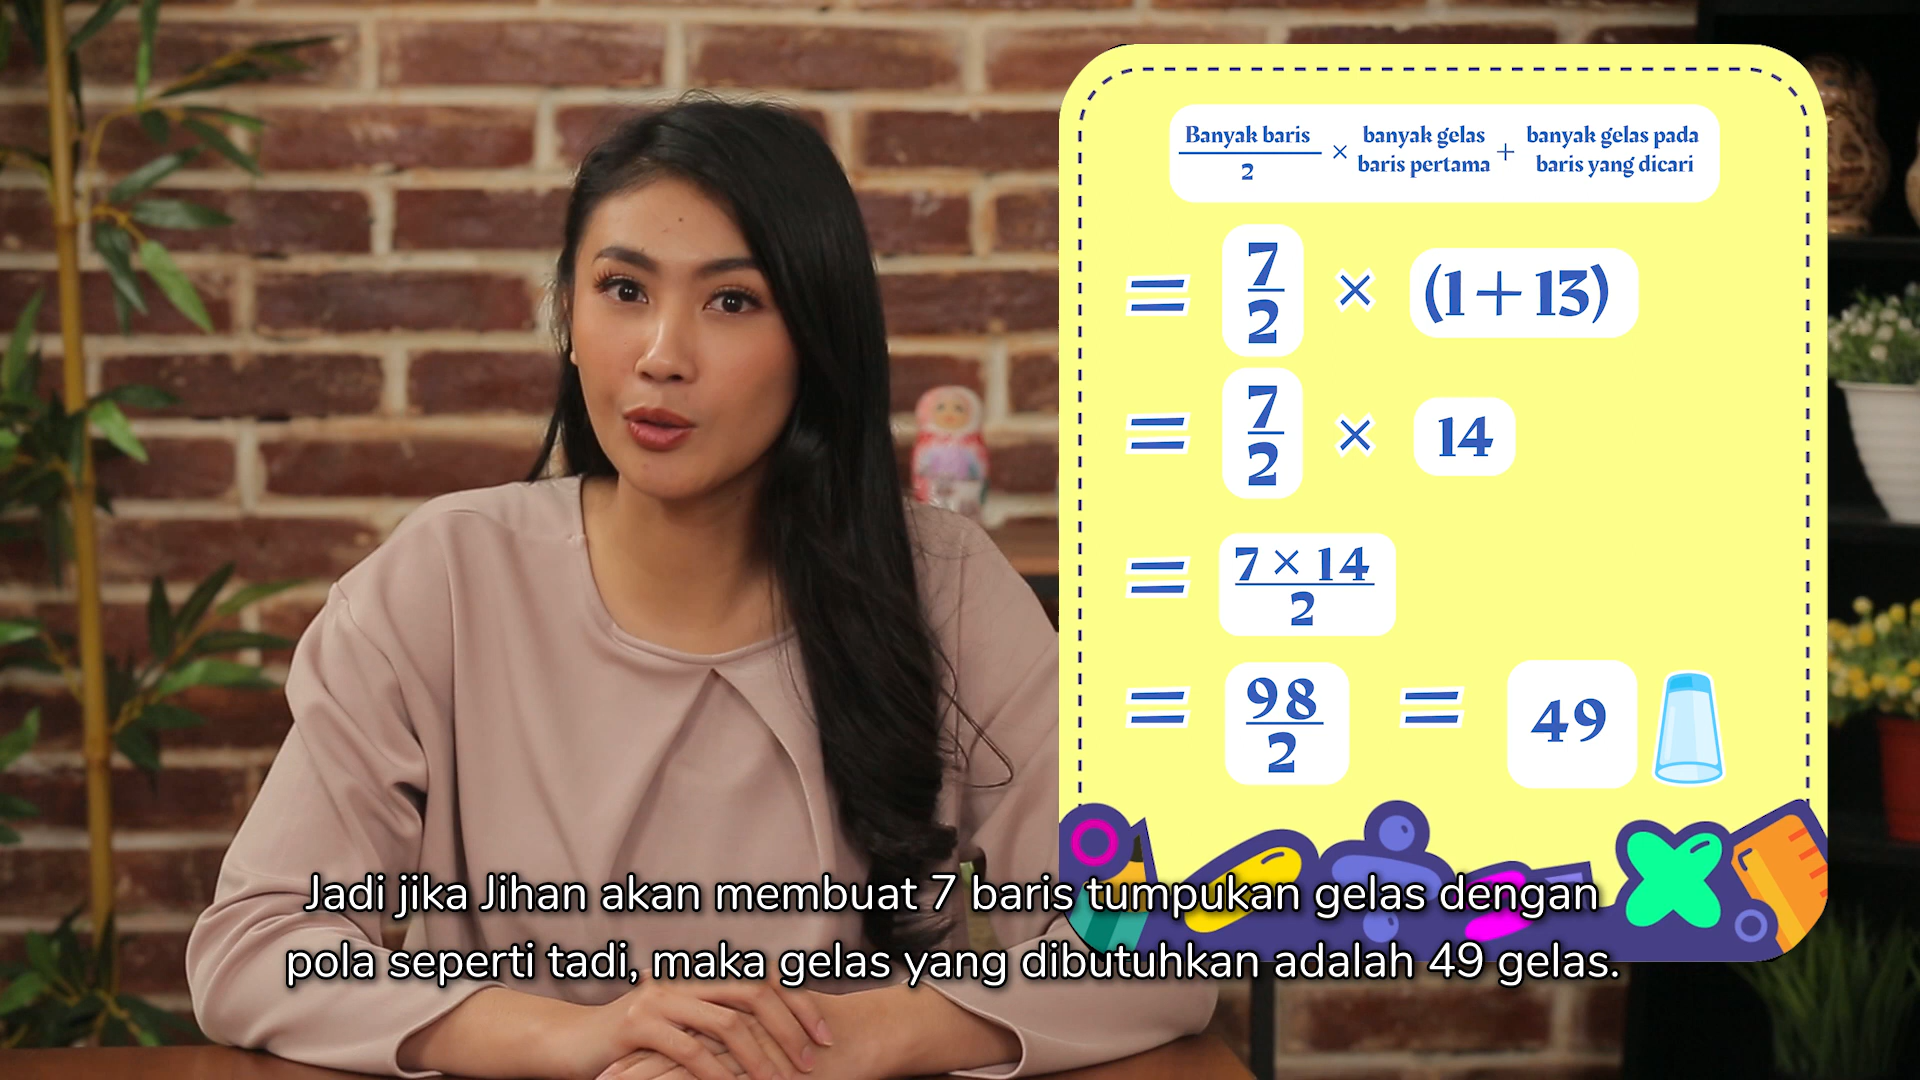 Banyak baris
2
×
banyak gelas
baris pertama
+
banyak gelas pada
baris yang dicari
= 7/2 × (1+13)
= 7/2 × 14
= 7 × 14
2
= 98/2 = 49
Jadi jika Jihan akan membuat 7 baris tumpukan gelas dengan
pola seperti tadi, maka gelas yang dibutuhkan adalah 49 gelas.